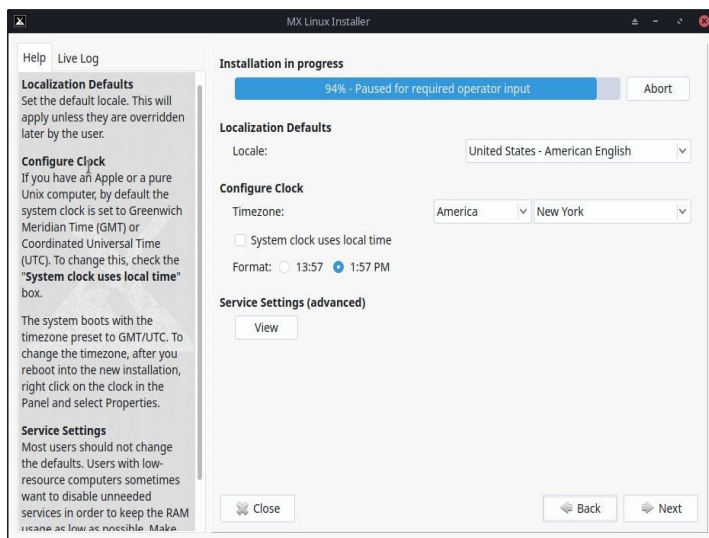 MX Linux Installer
Help
Live Log
Localization Defaults
Set the default locale. This will
apply unless they are overridden
later by the user.
Configure Clock
If you have an Apple or a pure
Unix computer, by default the
system clock is set to Greenwich
Meridian Time (GMT) or
Coordinated Universal Time
(UTC). To change this, check the
"System clock uses local time"
box.
The system boots with the
timezone preset to GMT/UTC. To
change the timezone, after you
reboot into the new installation,
right click on the clock in the
Panel and select Properties.
Service Settings
Most users should not change
the defaults. Users with low-
resource computers sometimes
want to disable unneeded
services in order to keep the RAM
usage as low as possible. Make
Installation in progress
94% - Paused for required operator input
Abort
Localization Defaults
Locale: United States - American English
Configure Clock
Timezone: America New York
System clock uses local time
Format: 13:57 1:57 PM
Service Settings (advanced)
View
Close
Back
Next